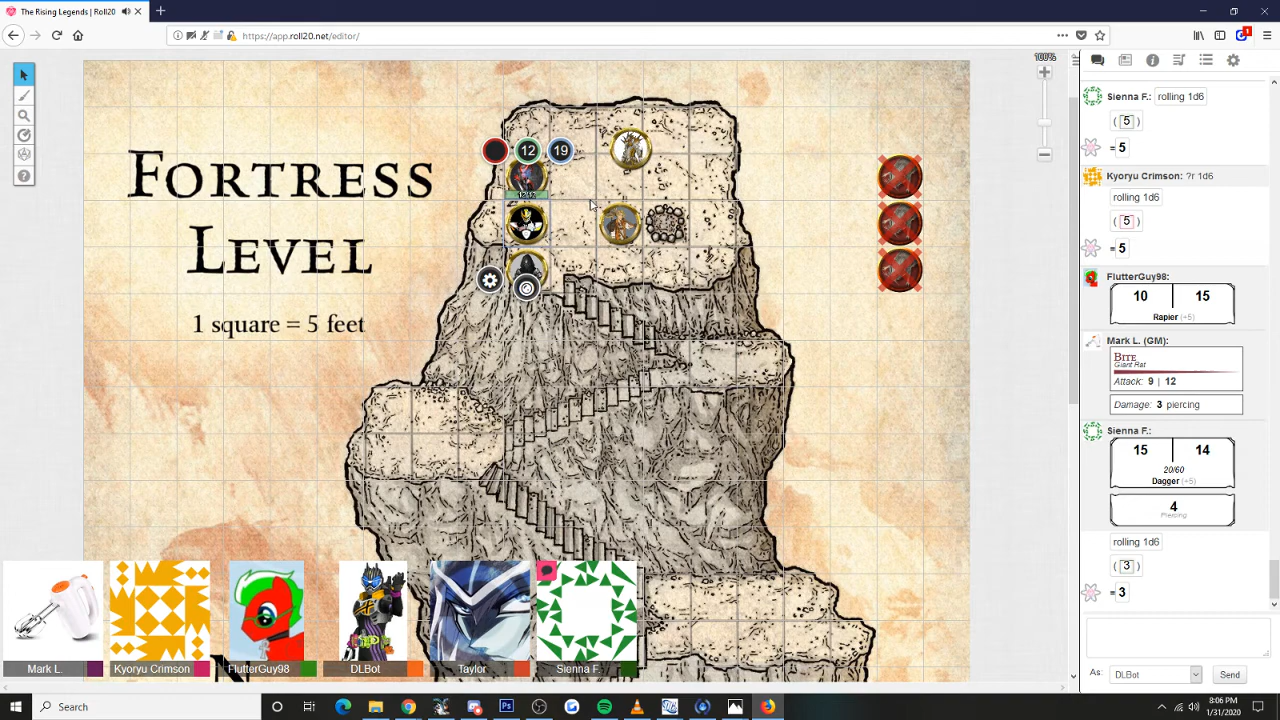 The Rising Legends | Roll20
https://app.roll20.net/editor/
FORTRESS
LEVEL
1 square = 5 feet
12 19
100%
Sienna F.: rolling 1d6
(5)
= 5
Kyoryu Crimson: ?r 1d6
rolling 1d6
(5)
= 5
FlutterGuy98:
10 15
Rapier (+5)
Mark L. (GM):
BITE
Giant Rat
Attack: 9 | 12
Damage: 3 piercing
Sienna F.:
15 14
20/60
Dagger (+5)
4
Piercing
rolling 1d6
(3)
= 3
As: DLBot Send
Mark L. Kyoryu Crimson FlutterGuy98 DLBot Taylor Sienna F.
Search
8:06 PM
1/31/2020